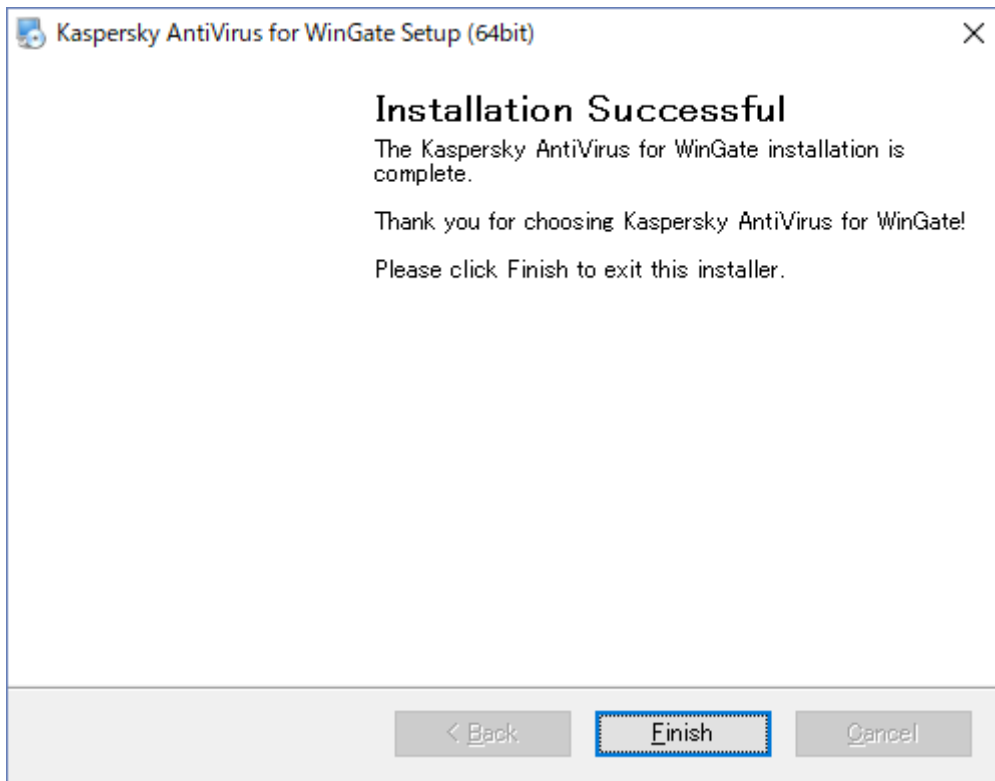 Kaspersky AntiVirus for WinGate Setup (64bit)
Installation Successful
The Kaspersky AntiVirus for WinGate installation is
complete.
Thank you for choosing Kaspersky AntiVirus for WinGate!
Please click Finish to exit this installer.
< Back
Finish
Cancel